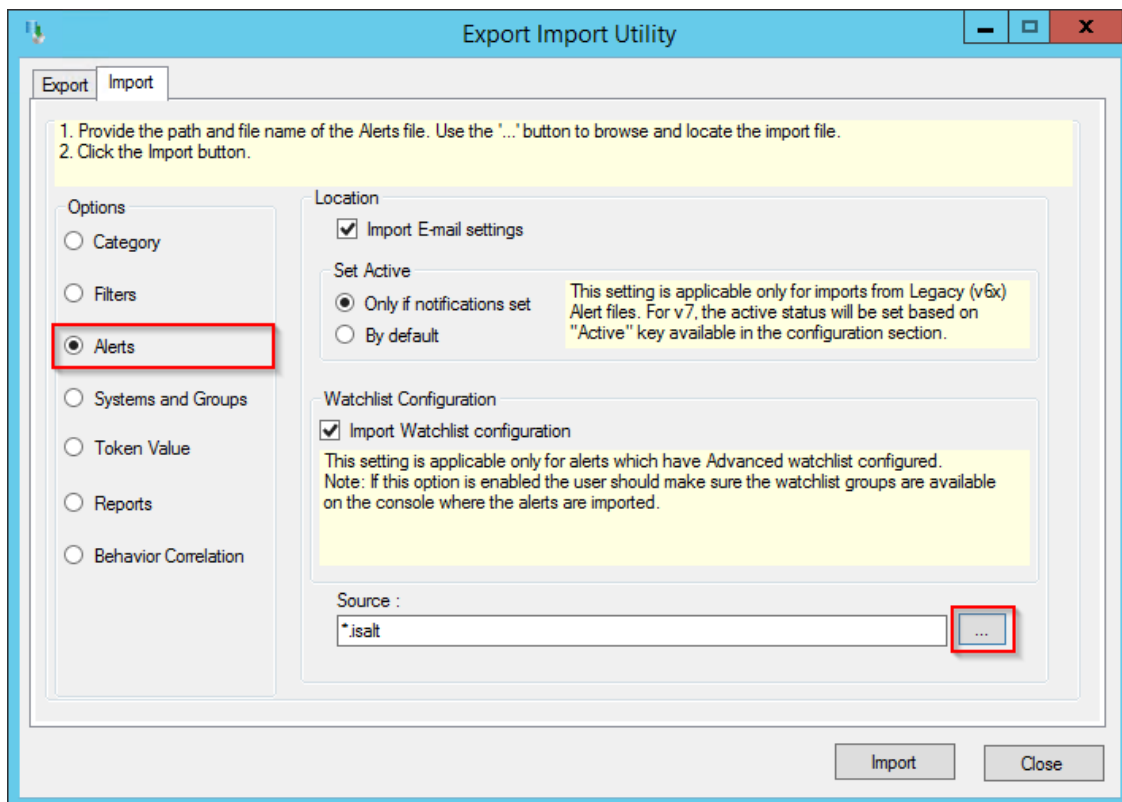 Export Import Utility
Export
Import
1. Provide the path and file name of the Alerts file. Use the '...' button to browse and locate the import file.
2. Click the Import button.
Options
Category
Filters
Alerts
Systems and Groups
Token Value
Reports
Behavior Correlation
Location
Import E-mail settings
Set Active
Only if notifications set
By default
This setting is applicable only for imports from Legacy (v6x)
Alert files. For v7, the active status will be set based on
"Active" key available in the configuration section.
Watchlist Configuration
Import Watchlist configuration
This setting is applicable only for alerts which have Advanced watchlist configured.
Note: If this option is enabled the user should make sure the watchlist groups are available
on the console where the alerts are imported.
Source :
*.isalt
...
Import
Close